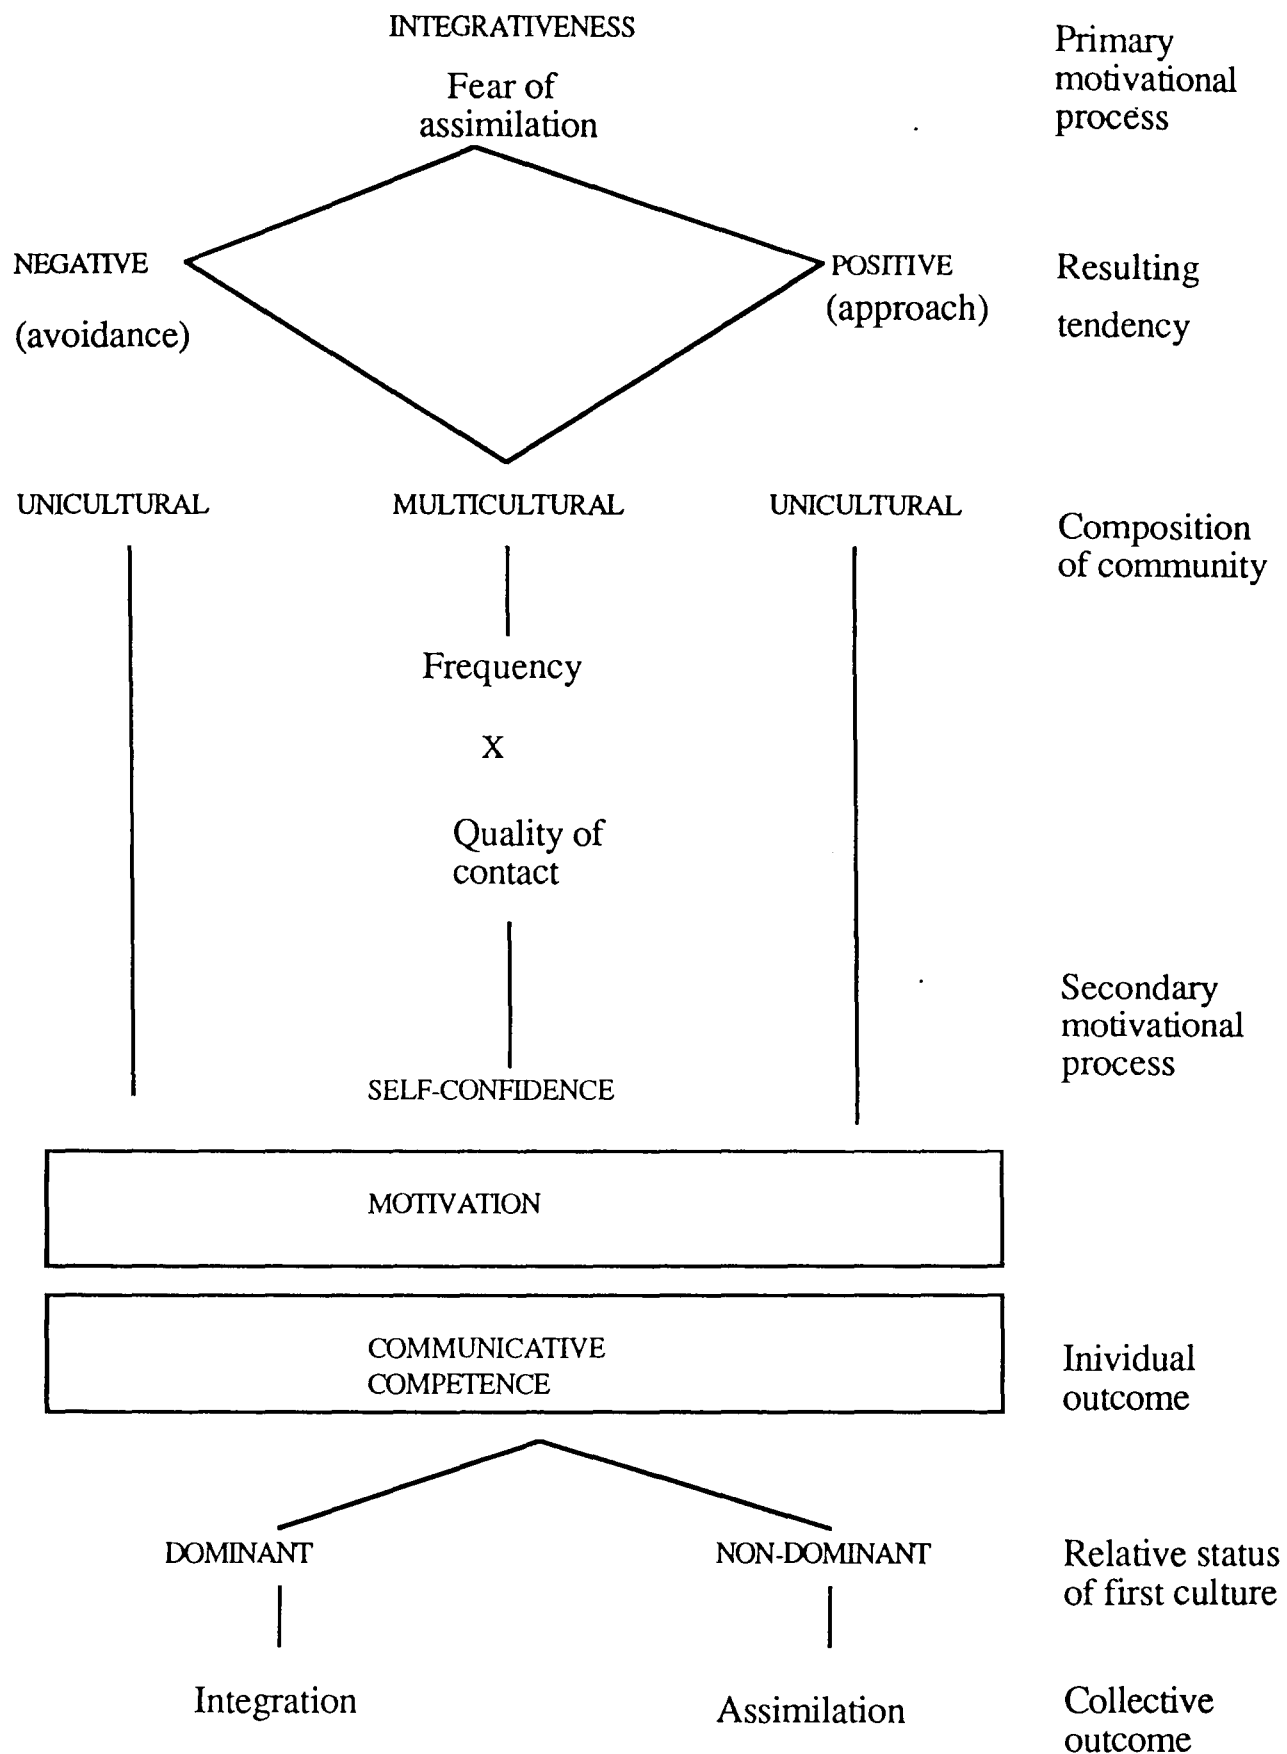 INTEGRATIVENESS
Fear of
assimilation
Primary
motivational
process
NEGATIVE
(avoidance)
POSITIVE
(approach)
Resulting
tendency
UNICULTURAL
MULTICULTURAL
UNICULTURAL
Composition
of community
Frequency
X
Quality of
contact
SELF-CONFIDENCE
Secondary
motivational
process
MOTIVATION
COMMUNICATIVE
COMPETENCE
Inividual
outcome
DOMINANT
NON-DOMINANT
Relative status
of first culture
Integration
Assimilation
Collective
outcome